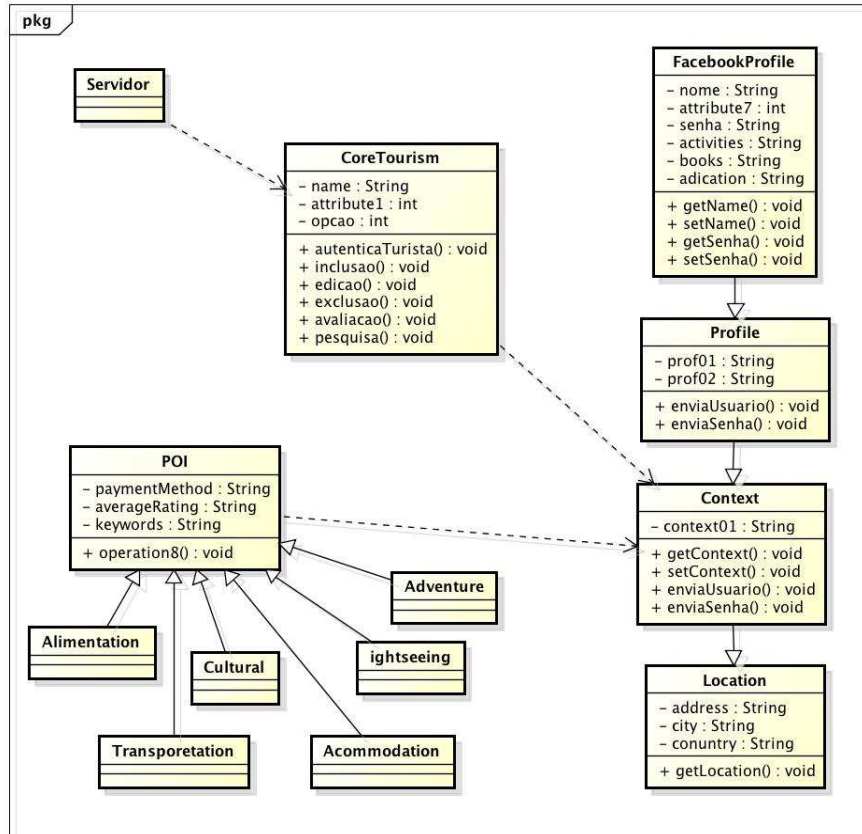 pkg
Servidor
CoreTourism
- name : String
- attribute1 : int
- opcao : int
+ autenticaTurista() : void
+ inclusao() : void
+ edicao() : void
+ exclusao() : void
+ avaliacao() : void
+ pesquisa() : void
FacebookProfile
- nome : String
- attribute7 : int
- senha : String
- activities : String
- books : String
- adication : String
+ getName() : void
+ setName() : void
+ getSenha() : void
+ setSenha() : void
Profile
- prof01 : String
- prof02 : String
+ enviaUsuario() : void
+ enviaSenha() : void
POI
- paymentMethod : String
- averageRating : String
- keywords : String
+ operation8() : void
Context
- context01 : String
+ getContext() : void
+ setContext() : void
+ enviaUsuario() : void
+ enviaSenha() : void
Adventure
Alimentation
Cultural
ightseeing
Transporetation
Acommodation
Location
- address : String
- city : String
- conuntry : String
+ getLocation() : void